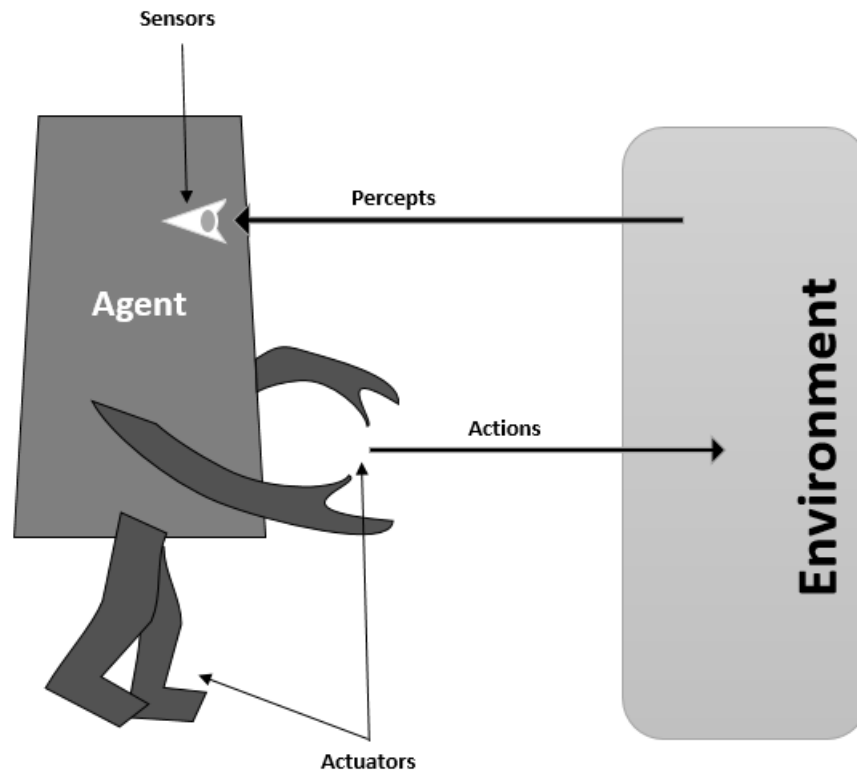 Sensors
Percepts
Agent
Environment
Actions
Actuators